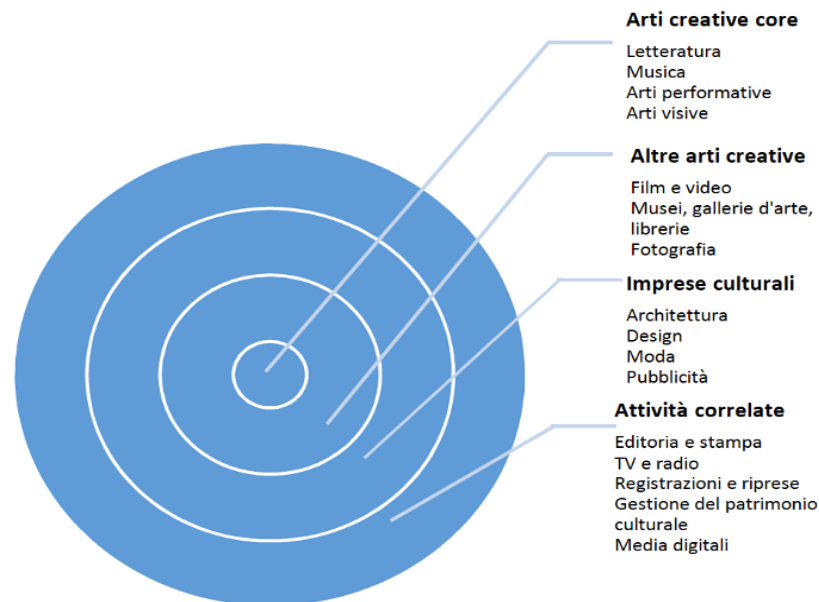 Arti creative core
Letteratura
Musica
Arti performative
Arti visive
Altre arti creative
Film e video
Musei, gallerie d'arte,
librerie
Fotografia
Imprese culturali
Architettura
Design
Moda
Pubblicità
Attività correlate
Editoria e stampa
TV e radio
Registrazioni e riprese
Gestione del patrimonio
culturale
Media digitali